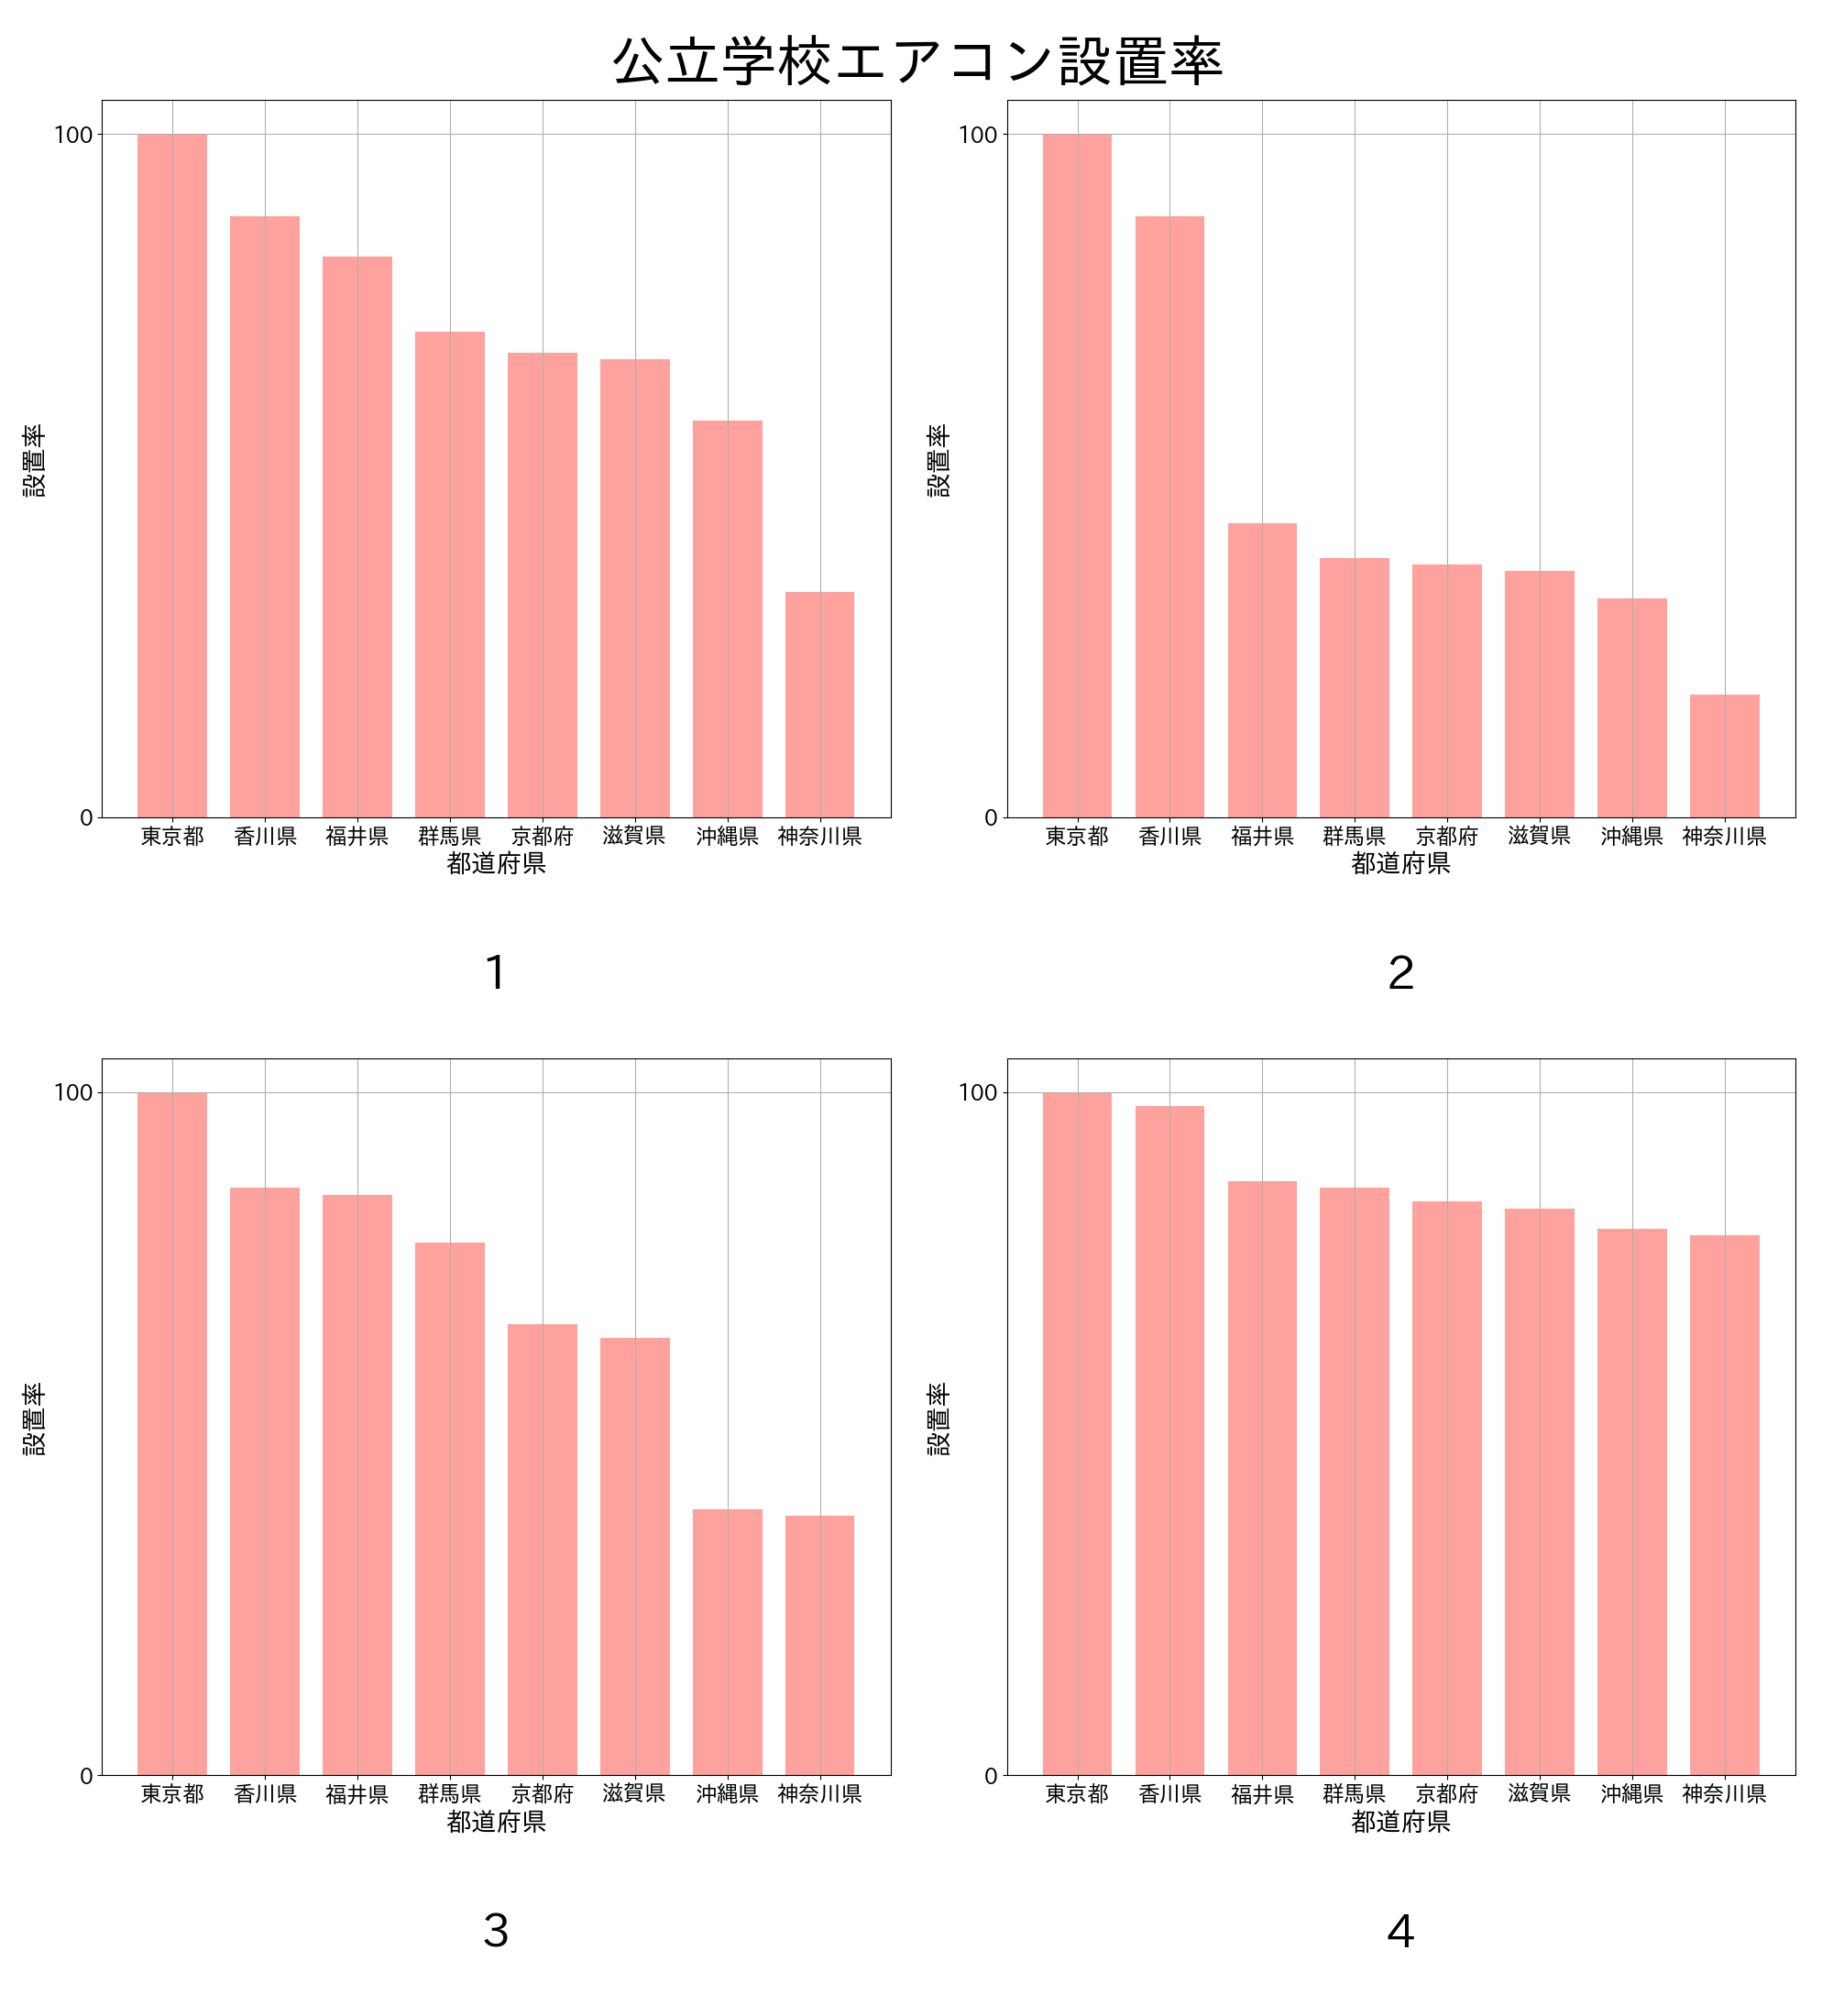 公立学校エアコン設置率
100
設置率
0
東京都 香川県 福井県 群馬県 京都府 滋賀県 沖縄県 神奈川県
都道府県
1
100
設置率
0
東京都 香川県 福井県 群馬県 京都府 滋賀県 沖縄県 神奈川県
都道府県
2
100
設置率
0
東京都 香川県 福井県 群馬県 京都府 滋賀県 沖縄県 神奈川県
都道府県
3
100
設置率
0
東京都 香川県 福井県 群馬県 京都府 滋賀県 沖縄県 神奈川県
都道府県
4